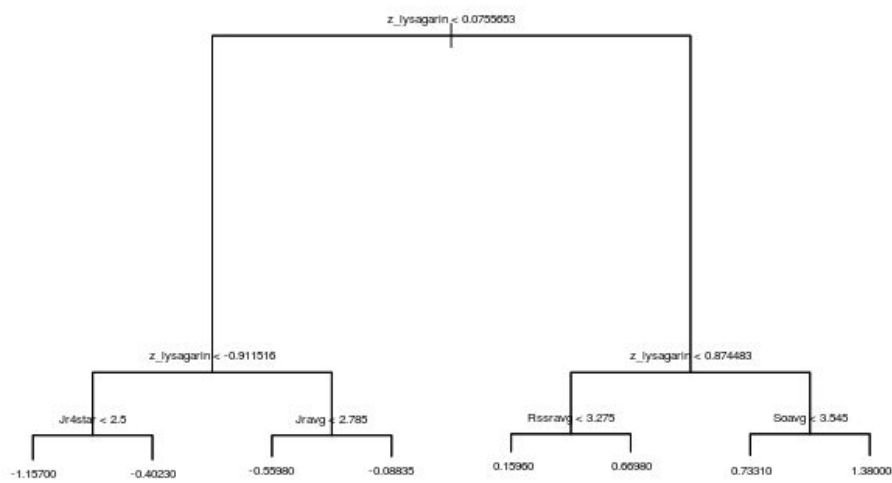 z_lysagarin < 0.0755653
z_lysagarin < -0.911516
z_lysagarin < 0.874483
Jr4star < 2.5
Jravg < 2.785
Rssravg < 3.275
Soavg < 3.545
-1.15700
-0.40230
-0.55980
-0.08835
0.15960
0.66980
0.73310
1.38000